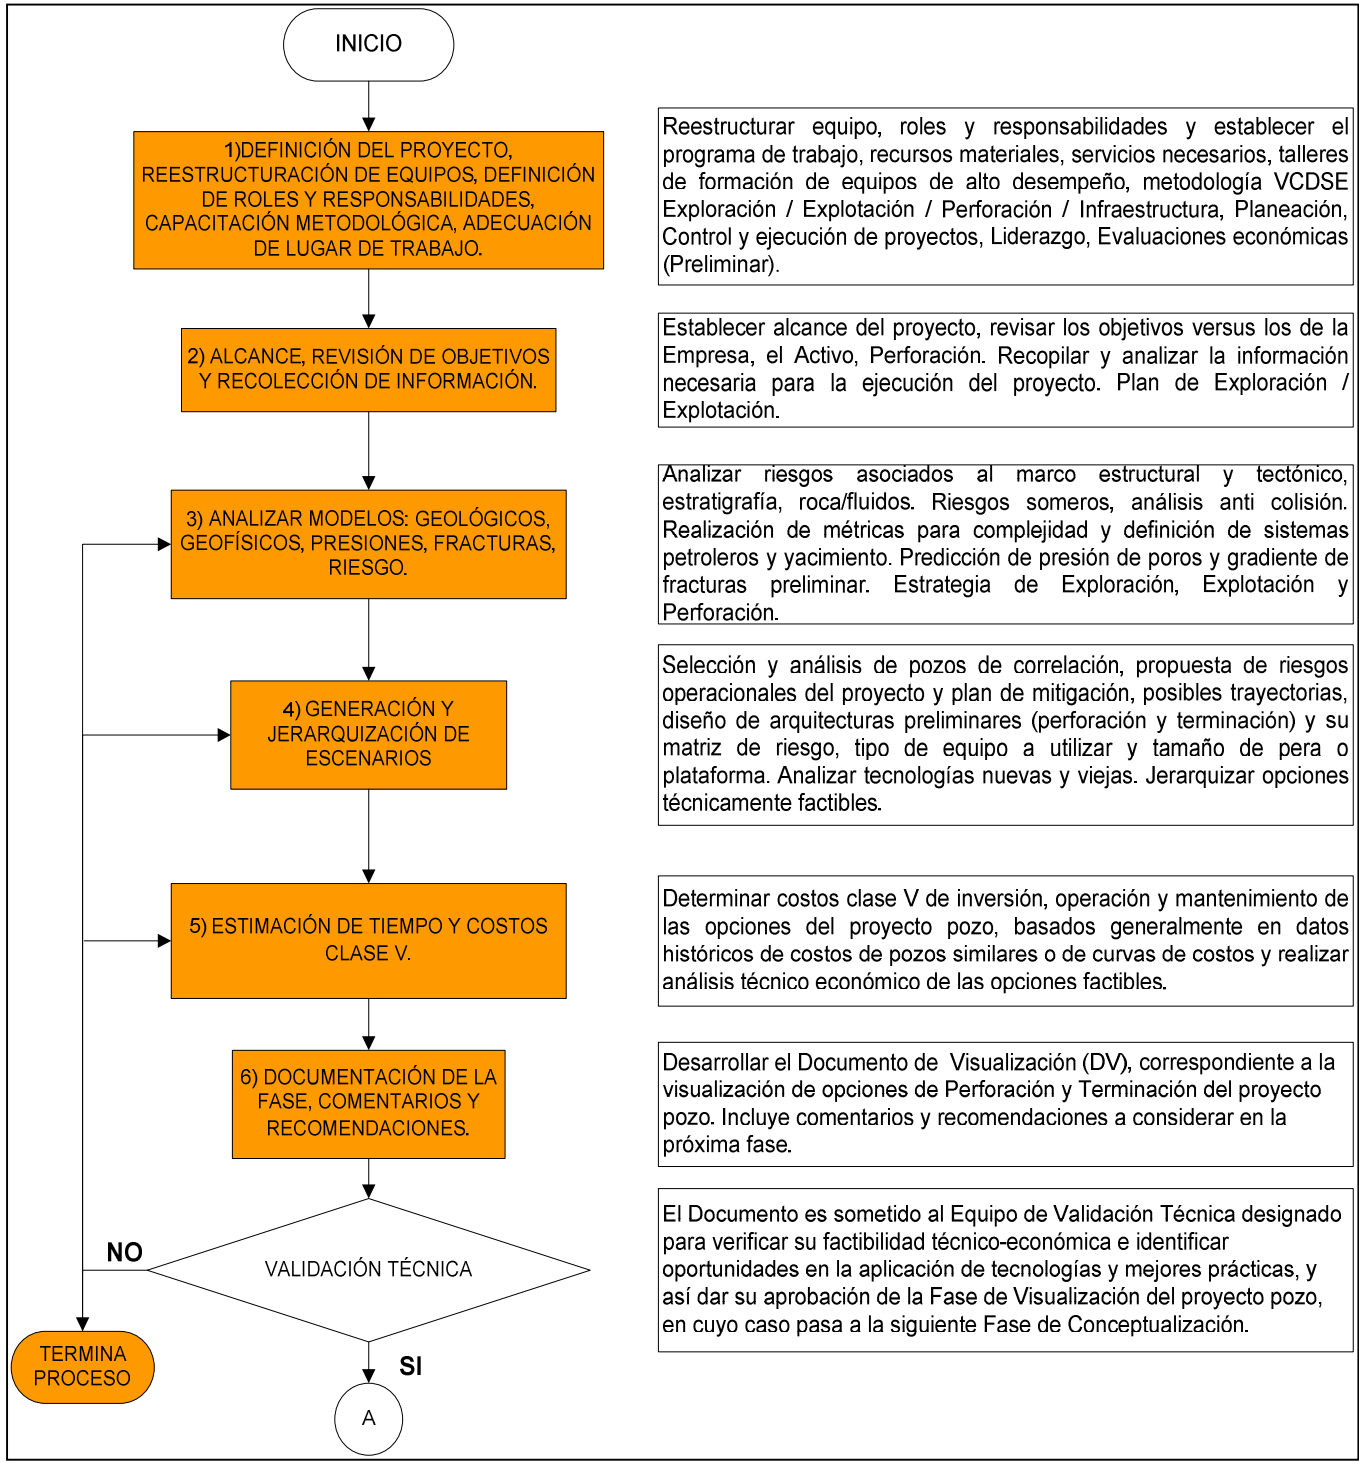 INICIO
1)DEFINICIÓN DEL PROYECTO,
REESTRUCTURACIÓN DE EQUIPOS, DEFINICIÓN
DE ROLES Y RESPONSABILIDADES,
CAPACITACIÓN METODOLÓGICA, ADECUACIÓN
DE LUGAR DE TRABAJO.
Reestructurar equipo, roles y responsabilidades y establecer el
programa de trabajo, recursos materiales, servicios necesarios, talleres
de formación de equipos de alto desempeño, metodología VCDSE
Exploración / Explotación / Perforación / Infraestructura, Planeación,
Control y ejecución de proyectos, Liderazgo, Evaluaciones económicas
(Preliminar).
2) ALCANCE, REVISIÓN DE OBJETIVOS
Y RECOLECCIÓN DE INFORMACIÓN.
Establecer alcance del proyecto, revisar los objetivos versus los de la
Empresa, el Activo, Perforación. Recopilar y analizar la información
necesaria para la ejecución del proyecto. Plan de Exploración /
Explotación.
3) ANALIZAR MODELOS: GEOLÓGICOS,
GEOFÍSICOS, PRESIONES, FRACTURAS,
RIESGO.
Analizar riesgos asociados al marco estructural y tectónico,
estratigrafía, roca/fluidos. Riesgos someros, análisis anti colisión.
Realización de métricas para complejidad y definición de sistemas
petroleros y yacimiento. Predicción de presión de poros y gradiente de
fracturas preliminar. Estrategia de Exploración, Explotación y
Perforación.
4) GENERACIÓN Y
JERARQUIZACIÓN DE
ESCENARIOS
Selección y análisis de pozos de correlación, propuesta de riesgos
operacionales del proyecto y plan de mitigación, posibles trayectorias,
diseño de arquitecturas preliminares (perforación y terminación) y su
matriz de riesgo, tipo de equipo a utilizar y tamaño de pera o
plataforma. Analizar tecnologías nuevas y viejas. Jerarquizar opciones
técnicamente factibles.
5) ESTIMACIÓN DE TIEMPO Y COSTOS
CLASE V.
Determinar costos clase V de inversión, operación y mantenimiento de
las opciones del proyecto pozo, basados generalmente en datos
históricos de costos de pozos similares o de curvas de costos y realizar
análisis técnico económico de las opciones factibles.
6) DOCUMENTACIÓN DE LA
FASE, COMENTARIOS Y
RECOMENDACIONES.
Desarrollar el Documento de Visualización (DV), correspondiente a la
visualización de opciones de Perforación y Terminación del proyecto
pozo. Incluye comentarios y recomendaciones a considerar en la
próxima fase.
NO
VALIDACIÓN TÉCNICA
El Documento es sometido al Equipo de Validación Técnica designado
para verificar su factibilidad técnico-económica e identificar
oportunidades en la aplicación de tecnologías y mejores prácticas, y
así dar su aprobación de la Fase de Visualización del proyecto pozo,
en cuyo caso pasa a la siguiente Fase de Conceptualización.
TERMINA
PROCESO
SI
A